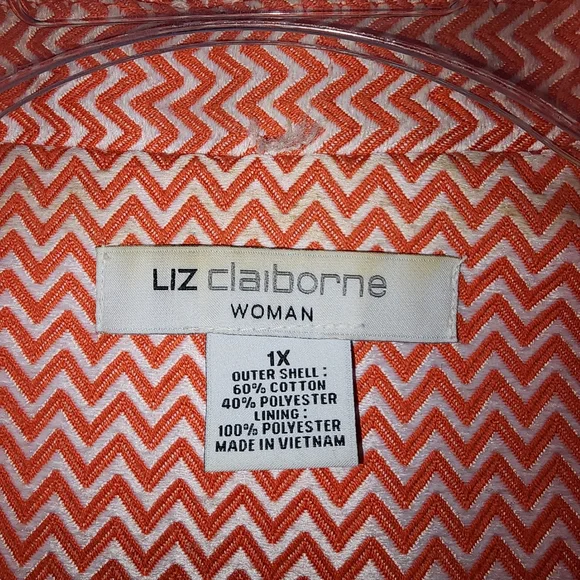 LIZ claiborne
WOMAN
1X
OUTER SHELL :
60% COTTON
40% POLYESTER
LINING :
100% POLYESTER
MADE IN VIETNAM